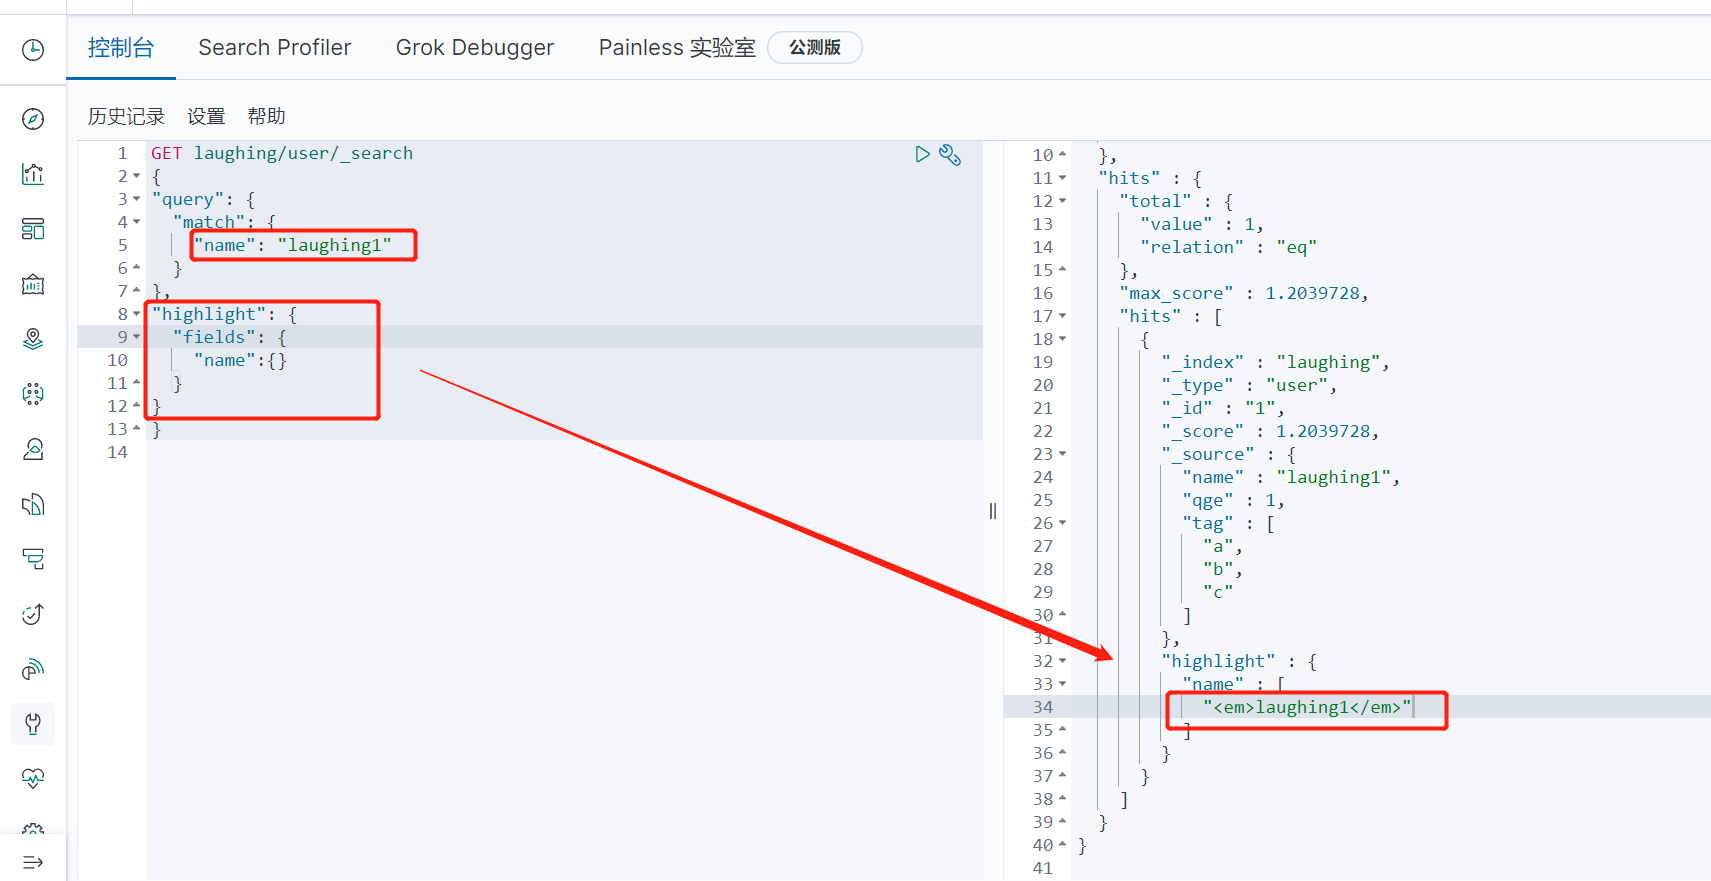 控制台 Search Profiler Grok Debugger Painless 实验室 公测版
历史记录 设置 帮助
1 GET laughing/user/_search
2 {
3 "query": {
4 "match": {
5 "name": "laughing1"
6 }
7 },
8 "highlight": {
9 "fields": {
10 "name":{}
11 }
12 }
13 }
14
10 },
11 "hits" : {
12 "total" : {
13 "value" : 1,
14 "relation" : "eq"
15 },
16 "max_score" : 1.2039728,
17 "hits" : [
18 {
19 "_index" : "laughing",
20 "_type" : "user",
21 "_id" : "1",
22 "_score" : 1.2039728,
23 "_source" : {
24 "name" : "laughing1",
25 "qge" : 1,
26 "tag" : [
27 "a",
28 "b",
29 "c"
30 ]
31 },
32 "highlight" : {
33 "name" : [
34 "<em>laughing1</em>"
35 ]
36 }
37 }
38 ]
39 }
40 }
41